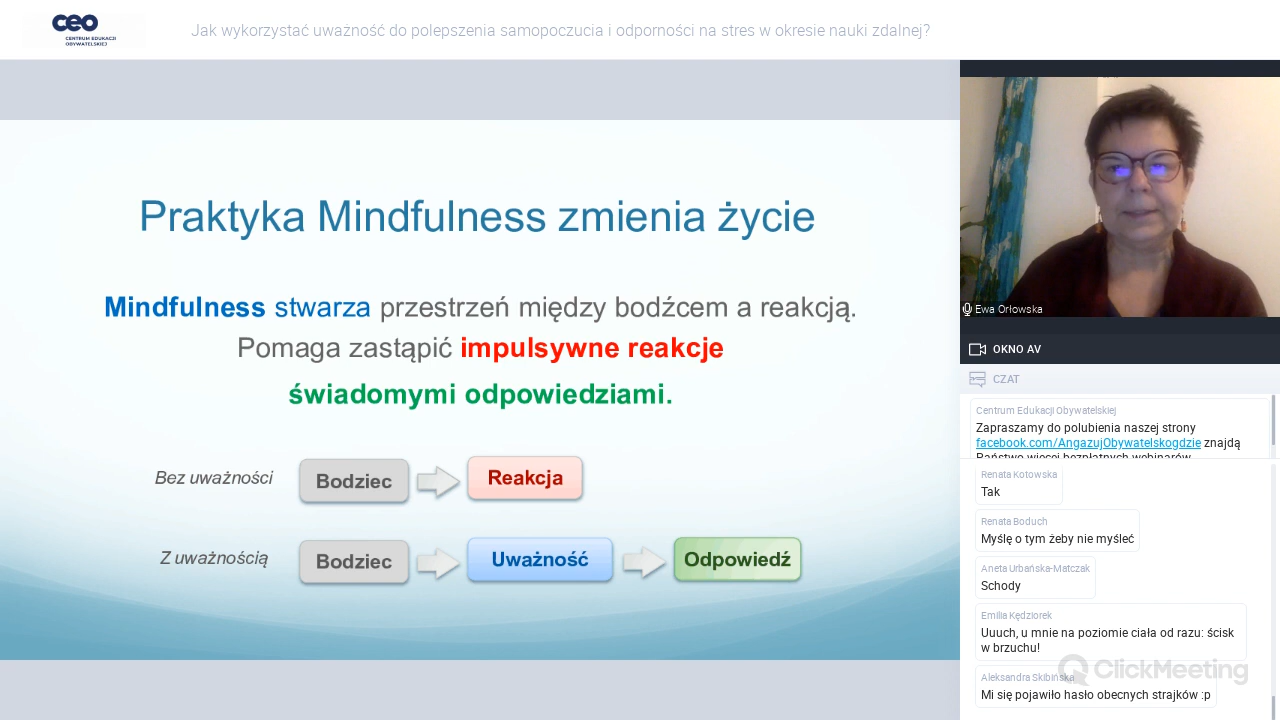 CEO
CENTRUM EDUKACJI
OBYWATELSKIEJ
Jak wykorzystać uważność do polepszenia samopoczucia i odporności na stres w okresie nauki zdalnej?
Praktyka Mindfulness zmienia życie
Mindfulness stwarza przestrzeń między bodźcem a reakcją.
Pomaga zastąpić impulsywne reakcje
świadomymi odpowiedziami.
Bez uważności Bodziec Reakcja
Z uważnością Bodziec Uważność Odpowiedź
Ewa Orłowska
OKNO AV
CZAT
Centrum Edukacji Obywatelskiej
Zapraszamy do polubienia naszej strony
facebook.com/AngazujObywatelskogdzie znajdą
Państwo więcej bezpłatnych webinarów
Renata Kotowska
Tak
Renata Boduch
Myślę o tym żeby nie myśleć
Aneta Urbańska-Matczak
Schody
Emilia Kędziorek
Uuuch, u mnie na poziomie ciała od razu: ścisk
w brzuchu!
Aleksandra Skibińska
Mi się pojawiło hasło obecnych strajków :p
ClickMeeting